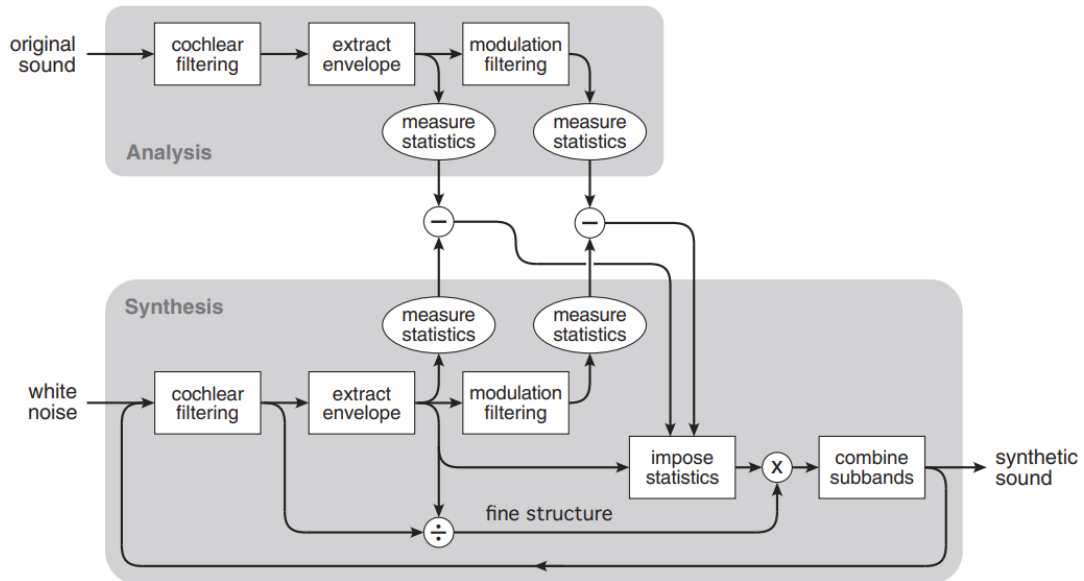 original
sound
cochlear
filtering
extract
envelope
modulation
filtering
measure
statistics
measure
statistics
Analysis
−
−
Synthesis
measure
statistics
measure
statistics
white
noise
cochlear
filtering
extract
envelope
modulation
filtering
impose
statistics
x
combine
subbands
synthetic
sound
fine structure
÷